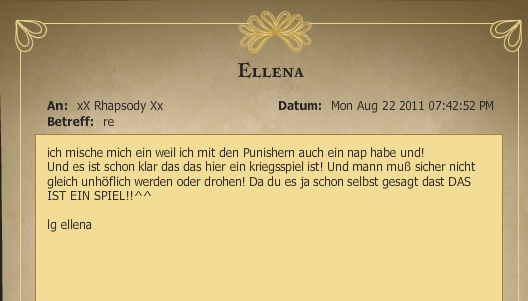 Ellena
An: xX Rhapsody Xx Datum: Mon Aug 22 2011 07:42:52 PM
Betreff: re
ich mische mich ein weil ich mit den Punishern auch ein nap habe und!
Und es ist schon klar das das hier ein kriegsspiel ist! Und mann muß sicher nicht
gleich unhöflich werden oder drohen! Da du es ja schon selbst gesagt dast DAS
IST EIN SPIEL!!^^
lg ellena